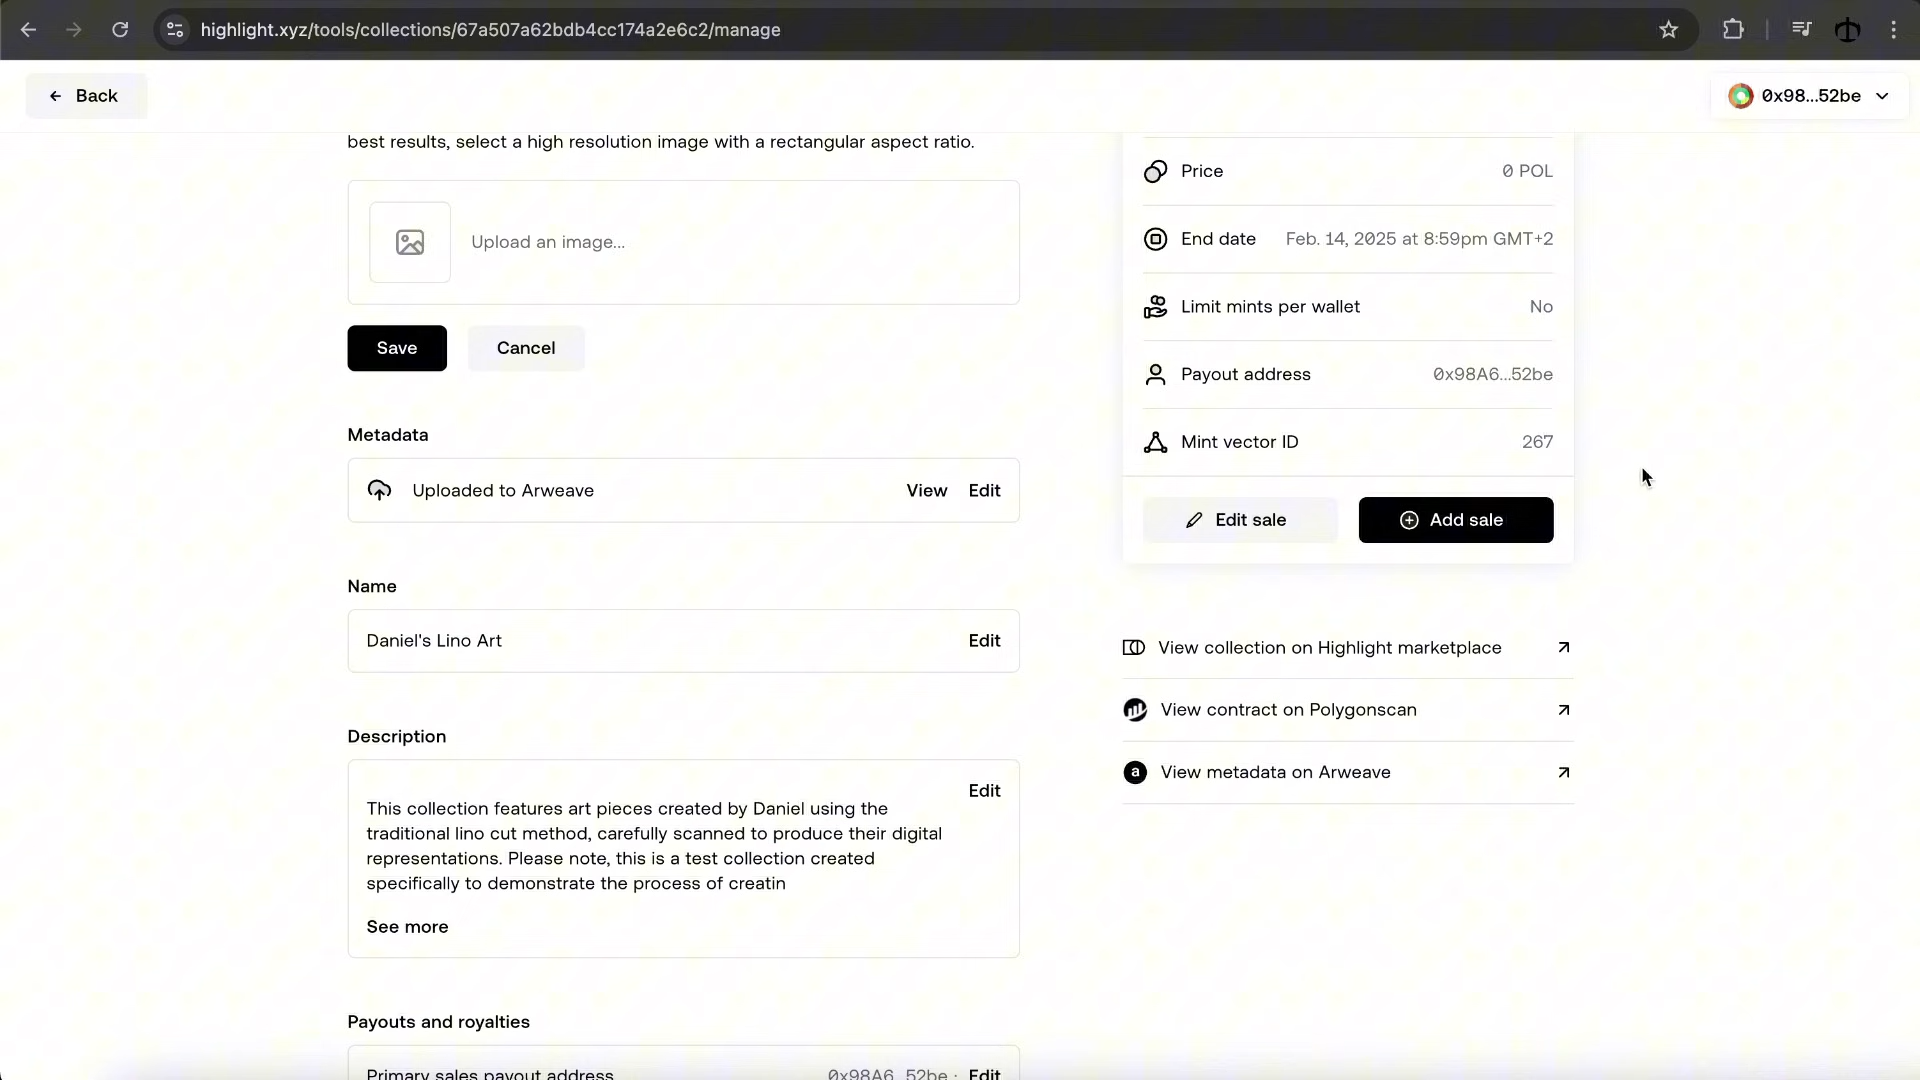 highlight.xyz/tools/collections/67a507a62bdb4cc174a2e6c2/manage
Back
0x98...52be
best results, select a high resolution image with a rectangular aspect ratio.
Upload an image...
Save
Cancel
Metadata
Uploaded to Arweave
View
Edit
Name
Daniel's Lino Art
Edit
Description
Edit
This collection features art pieces created by Daniel using the
traditional lino cut method, carefully scanned to produce their digital
representations. Please note, this is a test collection created
specifically to demonstrate the process of creatin
See more
Payouts and royalties
Primary sales payout address
0x98A6...52be ·
Edit
Price
0 POL
End date
Feb. 14, 2025 at 8:59pm GMT+2
Limit mints per wallet
No
Payout address
0x98A6...52be
Mint vector ID
267
Edit sale
Add sale
View collection on Highlight marketplace
View contract on Polygonscan
a
View metadata on Arweave